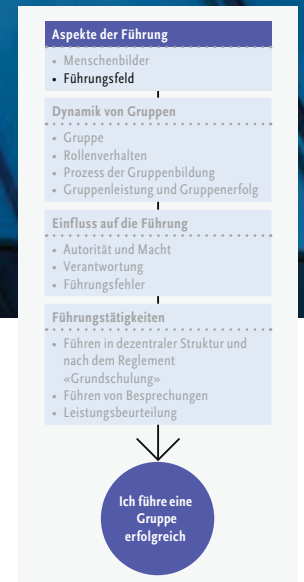 Aspekte der Führung
• Menschenbilder
• Führungsfeld
Dynamik von Gruppen
• Gruppe
• Rollenverhalten
• Prozess der Gruppenbildung
• Gruppenleistung und Gruppenerfolg
Einfluss auf die Führung
• Autorität und Macht
• Verantwortung
• Führungsfehler
Führungstätigkeiten
• Führen in dezentraler Struktur und
nach dem Reglement
«Grundschulung»
• Führen von Besprechungen
• Leistungsbeurteilung
Ich führe eine
Gruppe
erfolgreich